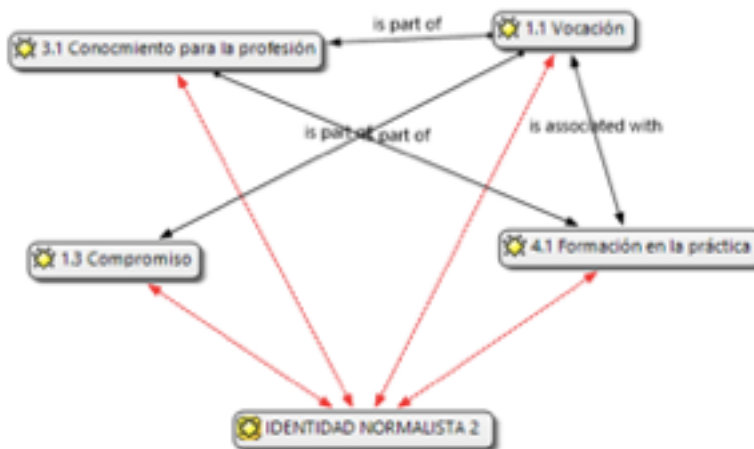 is part of
1.1 Vocación
3.1 Conocmiento para la profesión
is part of
part of
is associated with
4.1 Formación en la práctica
1.3 Compromiso
IDENTIDAD NORMALISTA 2